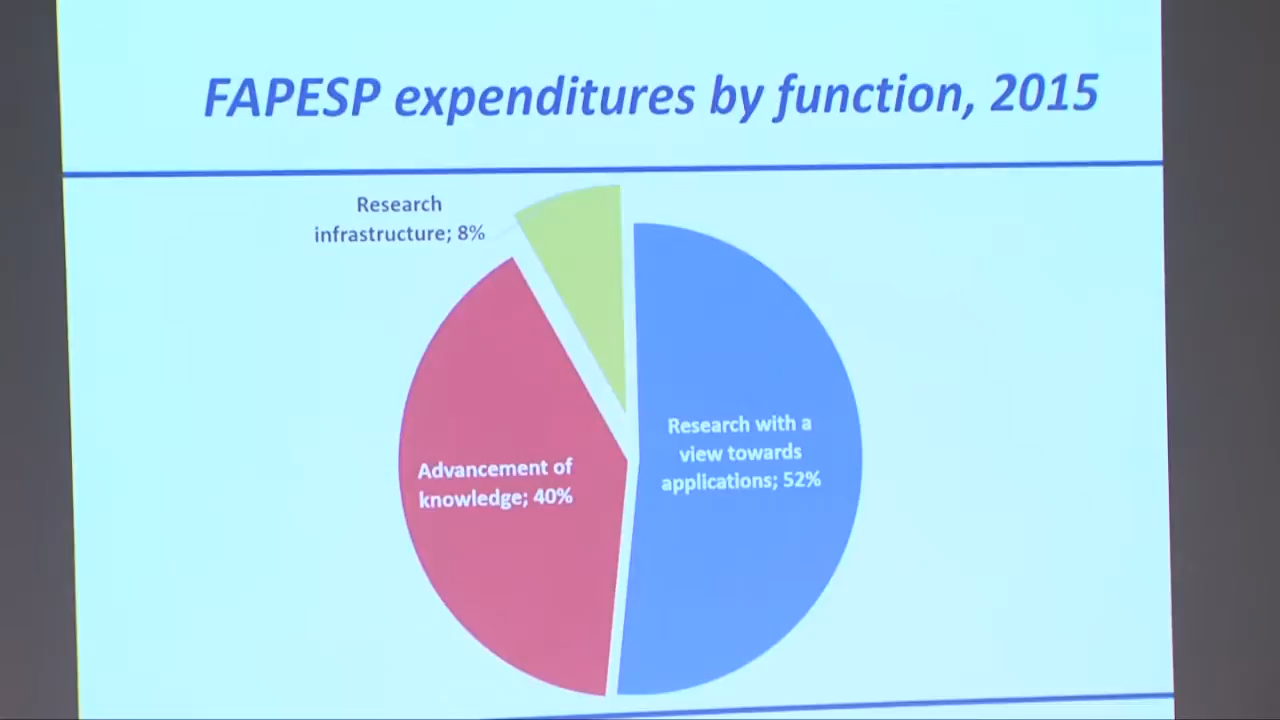 FAPESP expenditures by function, 2015
Research
infrastructure; 8%
Research with a
view towards
applications; 52%
Advancement of
knowledge; 40%